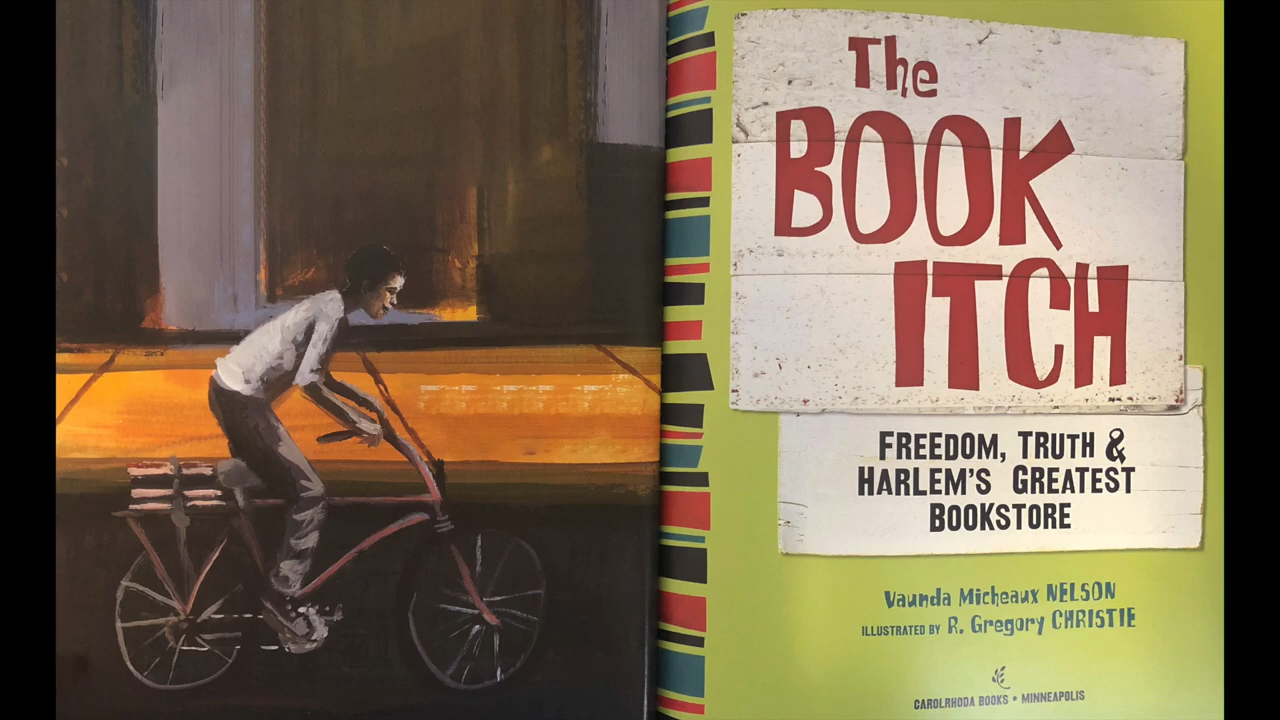 The
BOOK
ITCH
FREEDOM, TRUTH &
HARLEM'S GREATEST
BOOKSTORE
Vaunda Micheaux NELSON
ILLUSTRATED BY R. Gregory CHRISTIE
CAROLRHODA BOOKS • MINNEAPOLIS